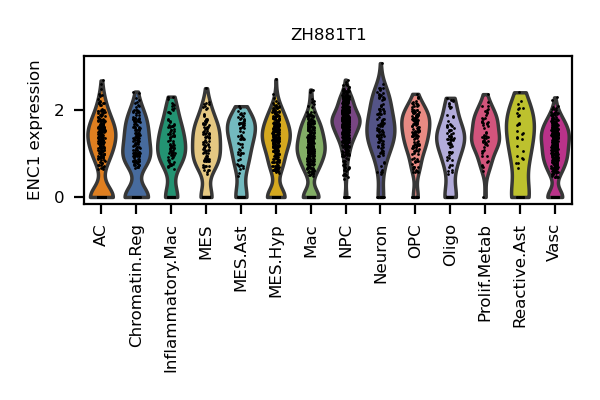 ZH881T1
ENC1 expression
2
0
AC
Chromatin.Reg
Inflammatory.Mac
MES
MES.Ast
MES.Hyp
Mac
NPC
Neuron
OPC
Oligo
Prolif.Metab
Reactive.Ast
Vasc